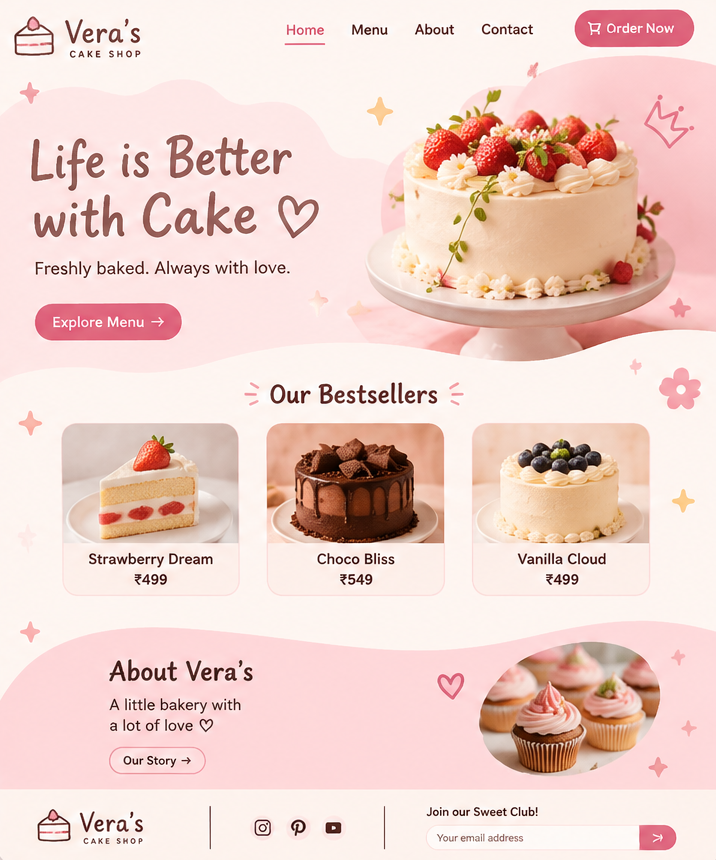 Vera's
CAKE SHOP
Home Menu About Contact Order Now
Life is Better
with Cake ♡
Freshly baked. Always with love.
Explore Menu →
Our Bestsellers
Strawberry Dream
₹499
Choco Bliss
₹549
Vanilla Cloud
₹499
About Vera's
A little bakery with
a lot of love ♡
Our Story →
Vera's
CAKE SHOP
Join our Sweet Club!
Your email address